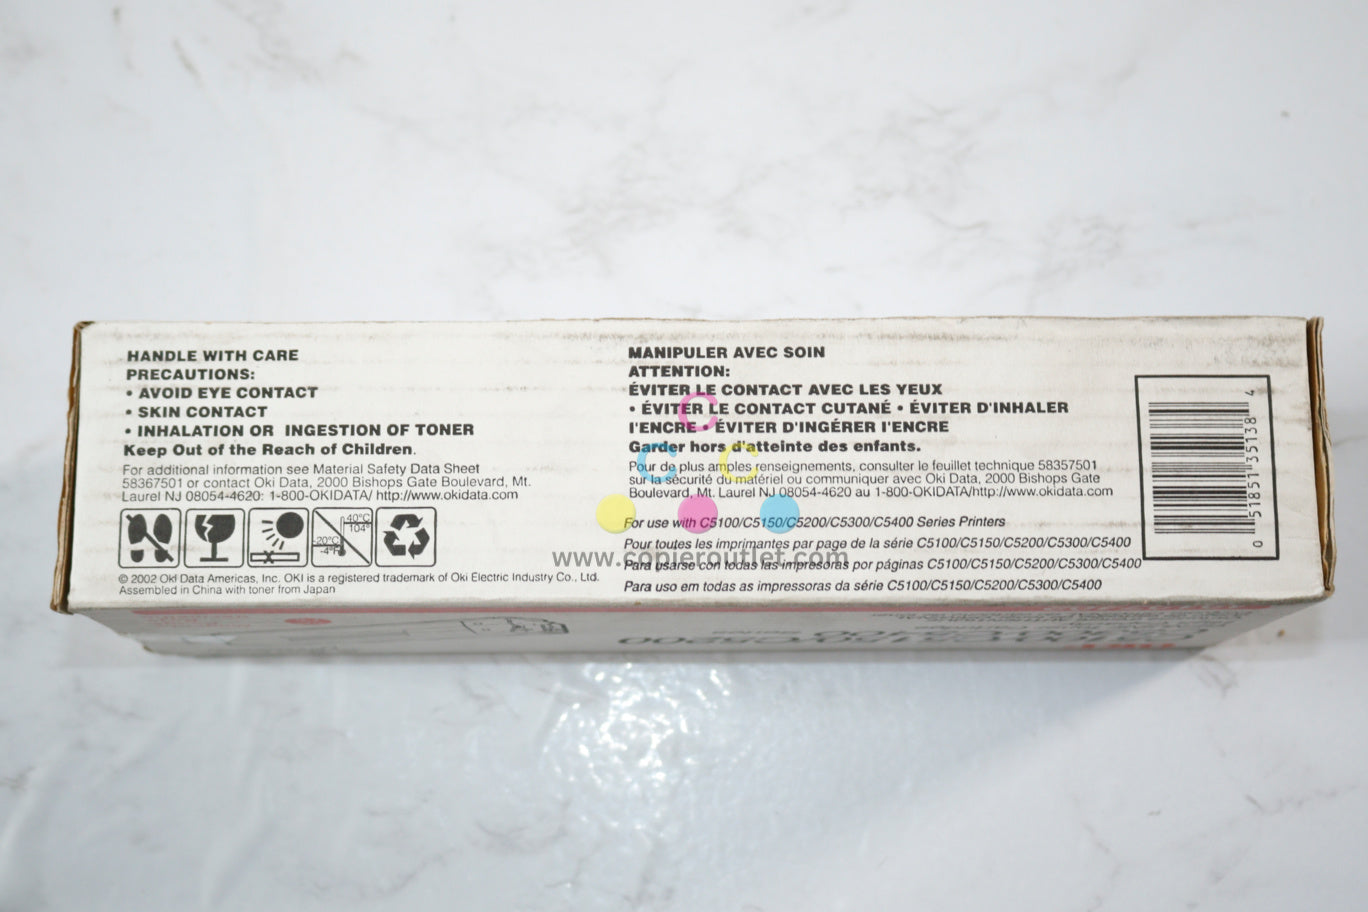 HANDLE WITH CARE
PRECAUTIONS:
• AVOID EYE CONTACT
• SKIN CONTACT
• INHALATION OR INGESTION OF TONER
Keep Out of the Reach of Children.
For additional information see Material Safety Data Sheet
58367501 or contact Oki Data, 2000 Bishops Gate Boulevard, Mt.
Laurel NJ 08054-4620: 1-800-OKIDATA/ http://www.okidata.com
40°C
104°
-20°C
-4°F
© 2002 Oki Data Americas, Inc. OKI is a registered trademark of Oki Electric Industry Co., Ltd.
Assembled in China with toner from Japan
MANIPULER AVEC SOIN
ATTENTION:
ÉVITER LE CONTACT AVEC LES YEUX
• ÉVITER LE CONTACT CUTANÉ • ÉVITER D'INHALER
l'ENCRE • ÉVITER D'INGÉRER l'ENCRE
Garder hors d'atteinte des enfants.
Pour de plus amples renseignements, consulter le feuillet technique 58357501
sur la sécurité du matériel ou communiquer avec Oki Data, 2000 Bishops Gate
Boulevard, Mt. Laurel NJ 08054-4620 au 1-800-OKIDATA/http://www.okidata.com
For use with C5100/C5150/C5200/C5300/C5400 Series Printers
Pour toutes les imprimantes par page de la série C5100/C5150/C5200/C5300/C5400
Para usarse con todas las impresoras por páginas C5100/C5150/C5200/C5300/C5400
Para uso em todas as impressoras da série C5100/C5150/C5200/C5300/C5400
0 51851 35138 4
C
C C
www.copieroutlet.com